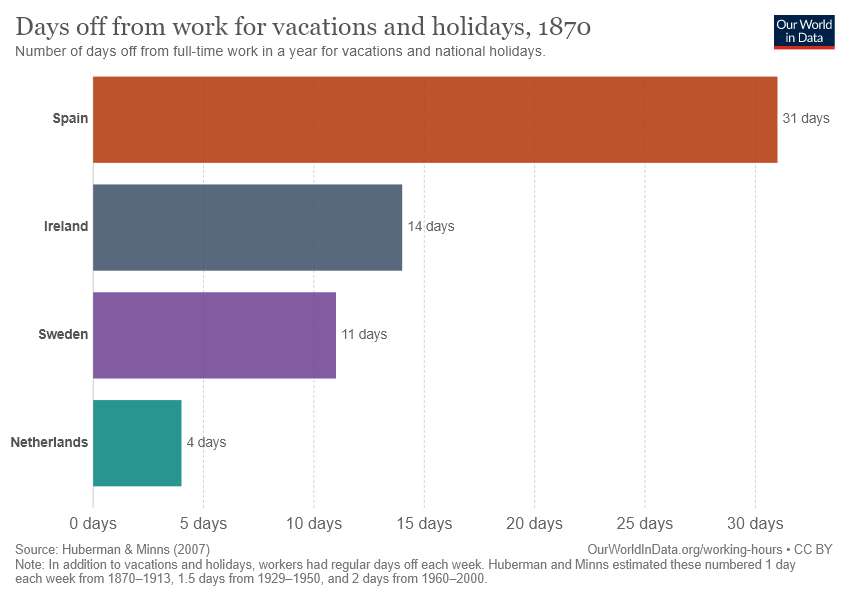 Days off from work for vacations and holidays, 1870
Our World
in Data
Number of days off from full-time work in a year for vacations and national holidays.
Spain
31 days
Ireland
14 days
Sweden
11 days
Netherlands
4 days
0 days
5 days
10 days
15 days
20 days
25 days
30 days
Source: Huberman & Minns (2007)
OurWorldInData.org/working-hours • CC BY
Note: In addition to vacations and holidays, workers had regular days off each week. Huberman and Minns estimated these numbered 1 day
each week from 1870–1913, 1.5 days from 1929–1950, and 2 days from 1960–2000.